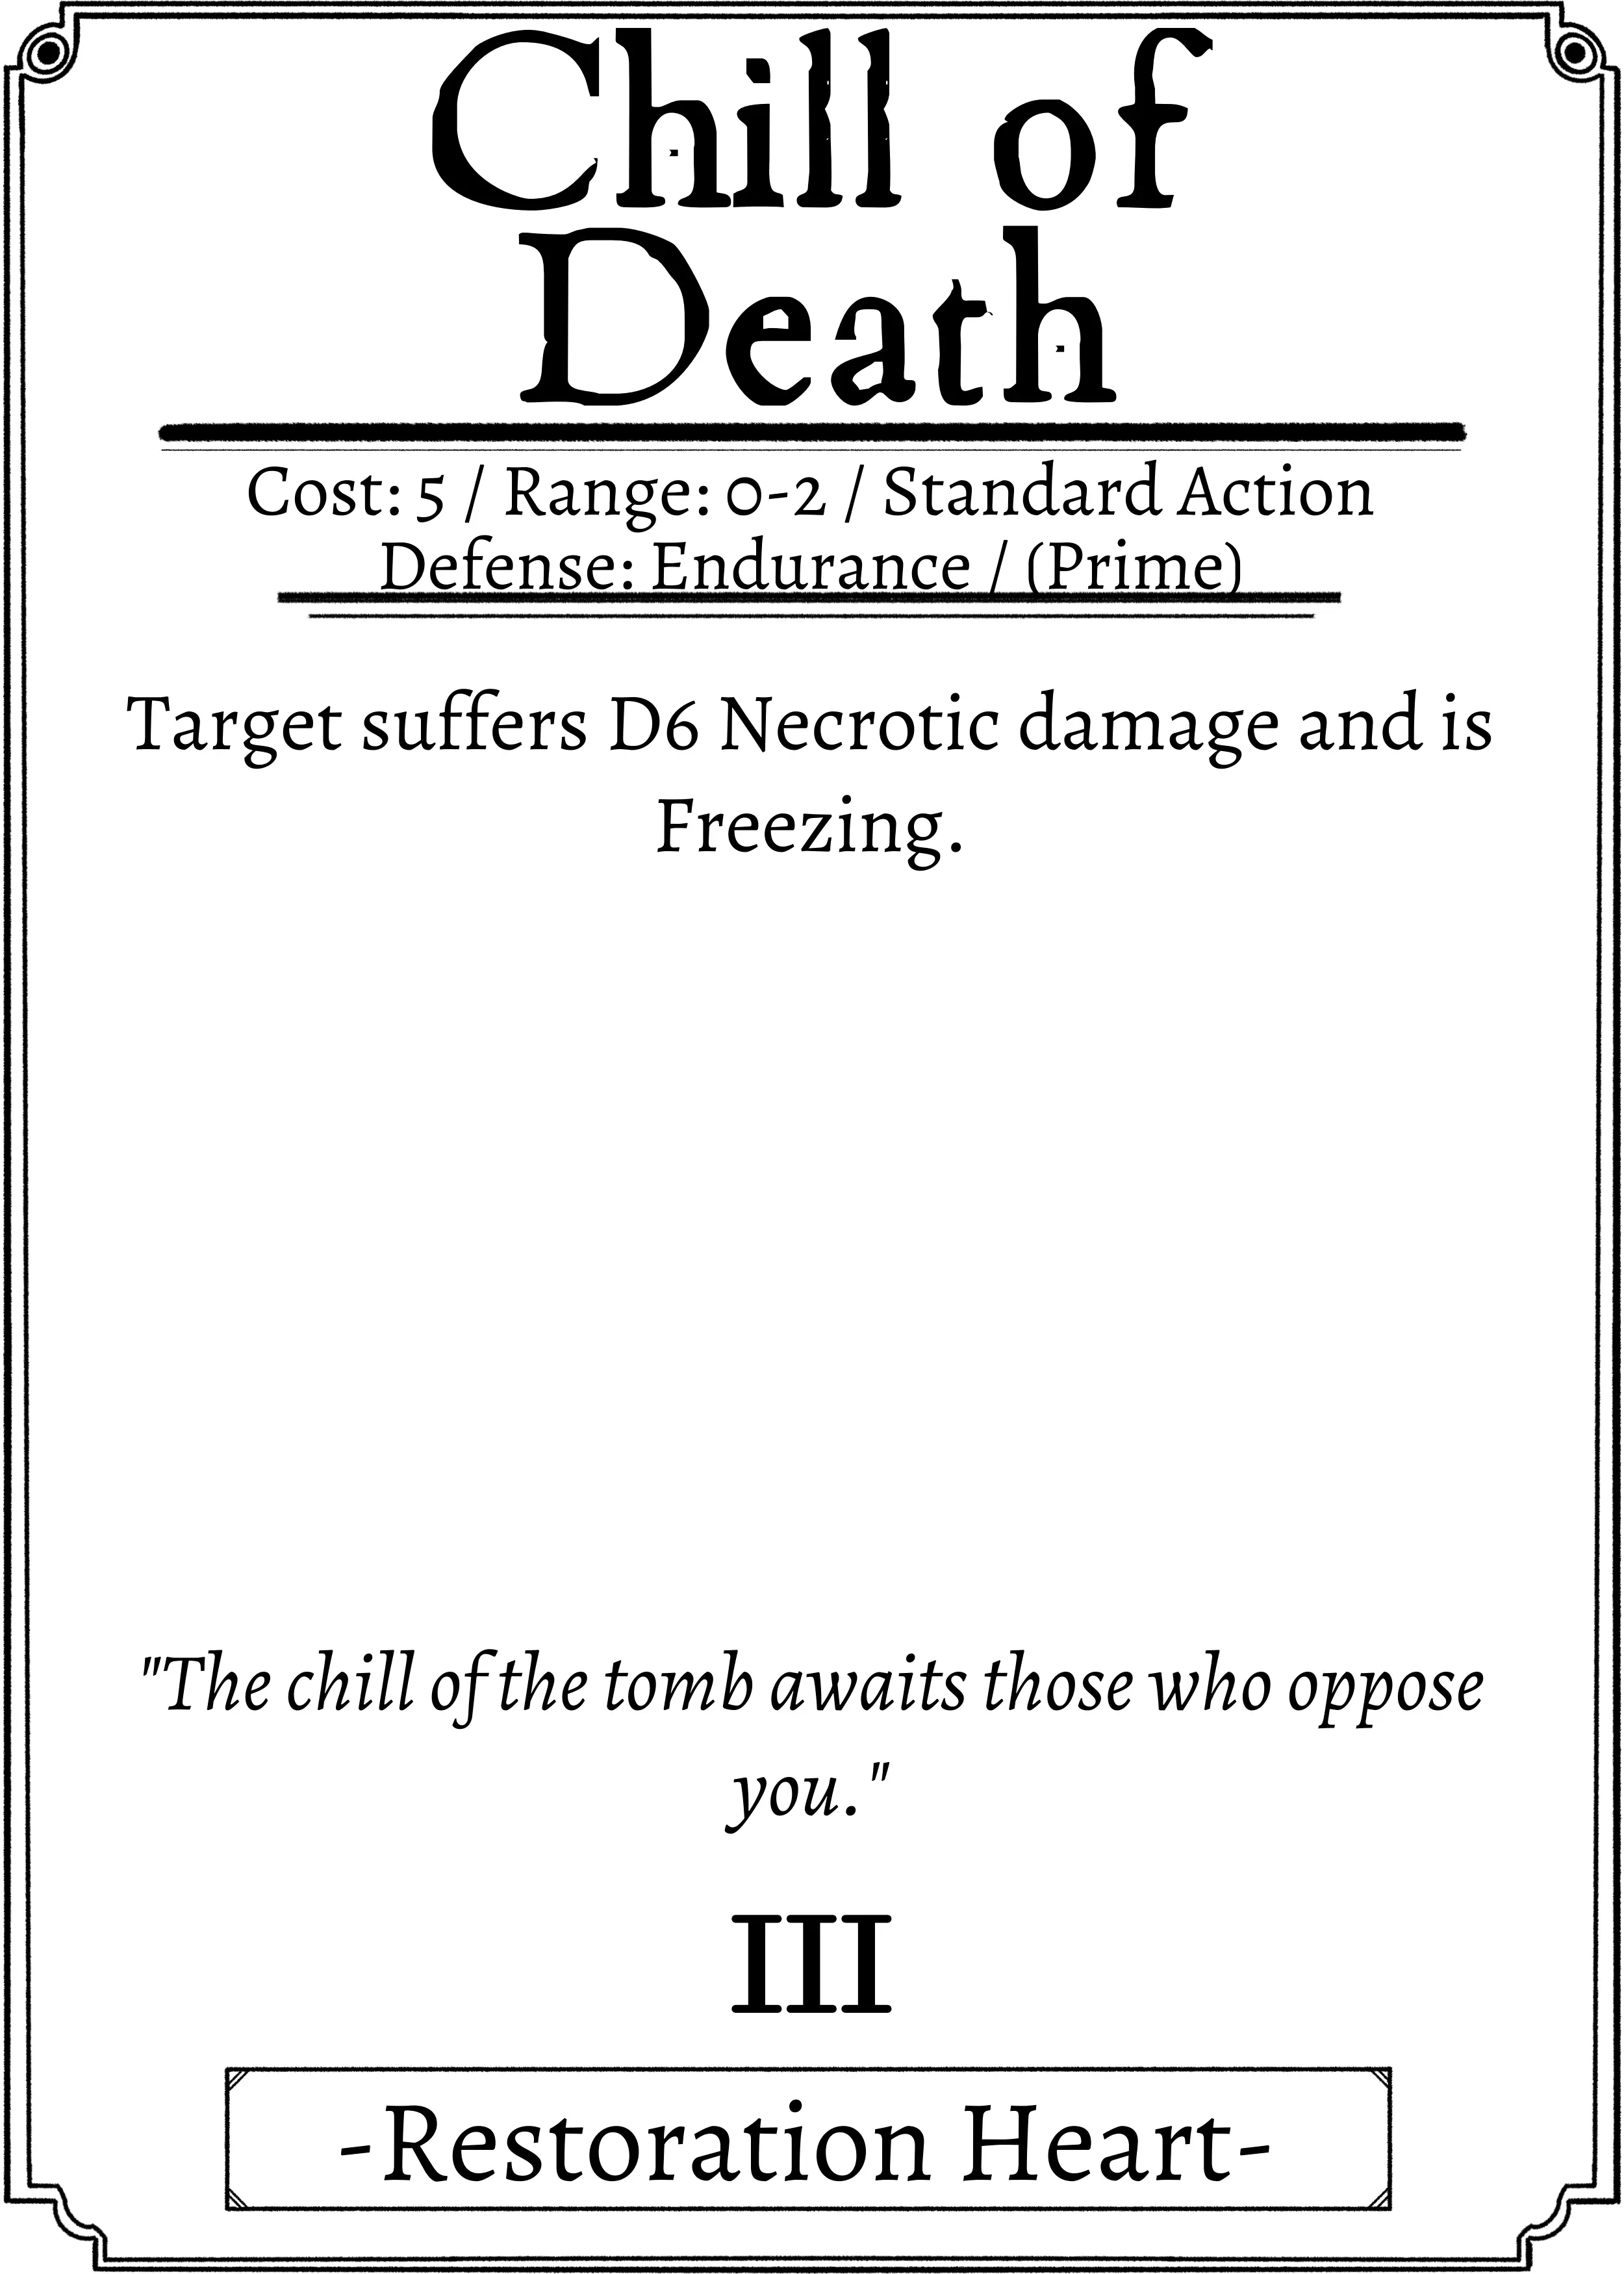 Chill of
Death
Cost: 5 / Range: 0-2 / Standard Action
Defense: Endurance / (Prime)
Target suffers D6 Necrotic damage and is
Freezing.
"The chill of the tomb awaits those who oppose
you."
III
-Restoration Heart-